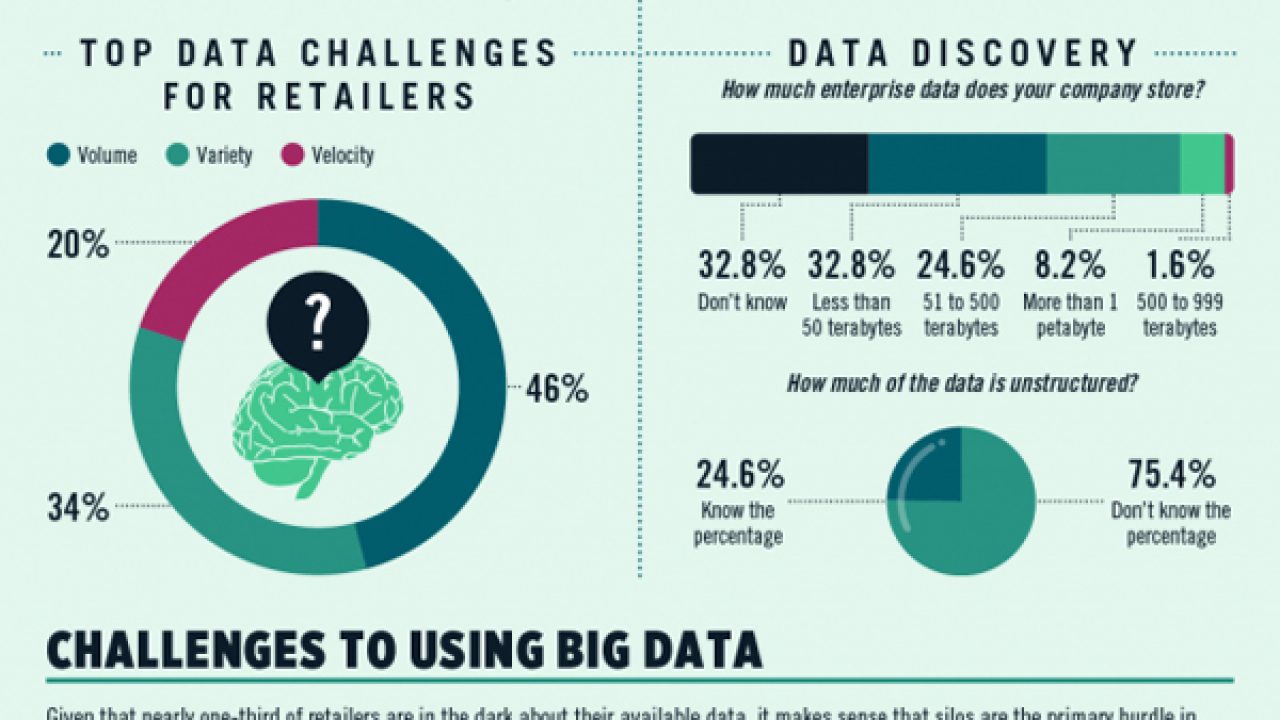 TOP DATA CHALLENGES
FOR RETAILERS
Volume
Variety
Velocity
20%
46%
34%
?
DATA DISCOVERY
How much enterprise data does your company store?
32.8%
Don't know
32.8%
Less than
50 terabytes
24.6%
51 to 500
terabytes
8.2%
More than 1
petabyte
1.6%
500 to 999
terabytes
How much of the data is unstructured?
24.6%
Know the
percentage
75.4%
Don't know the
percentage
CHALLENGES TO USING BIG DATA
Given that nearly one-third of retailers are in the dark about their available data, it makes sense that silos are the primary hurdle in